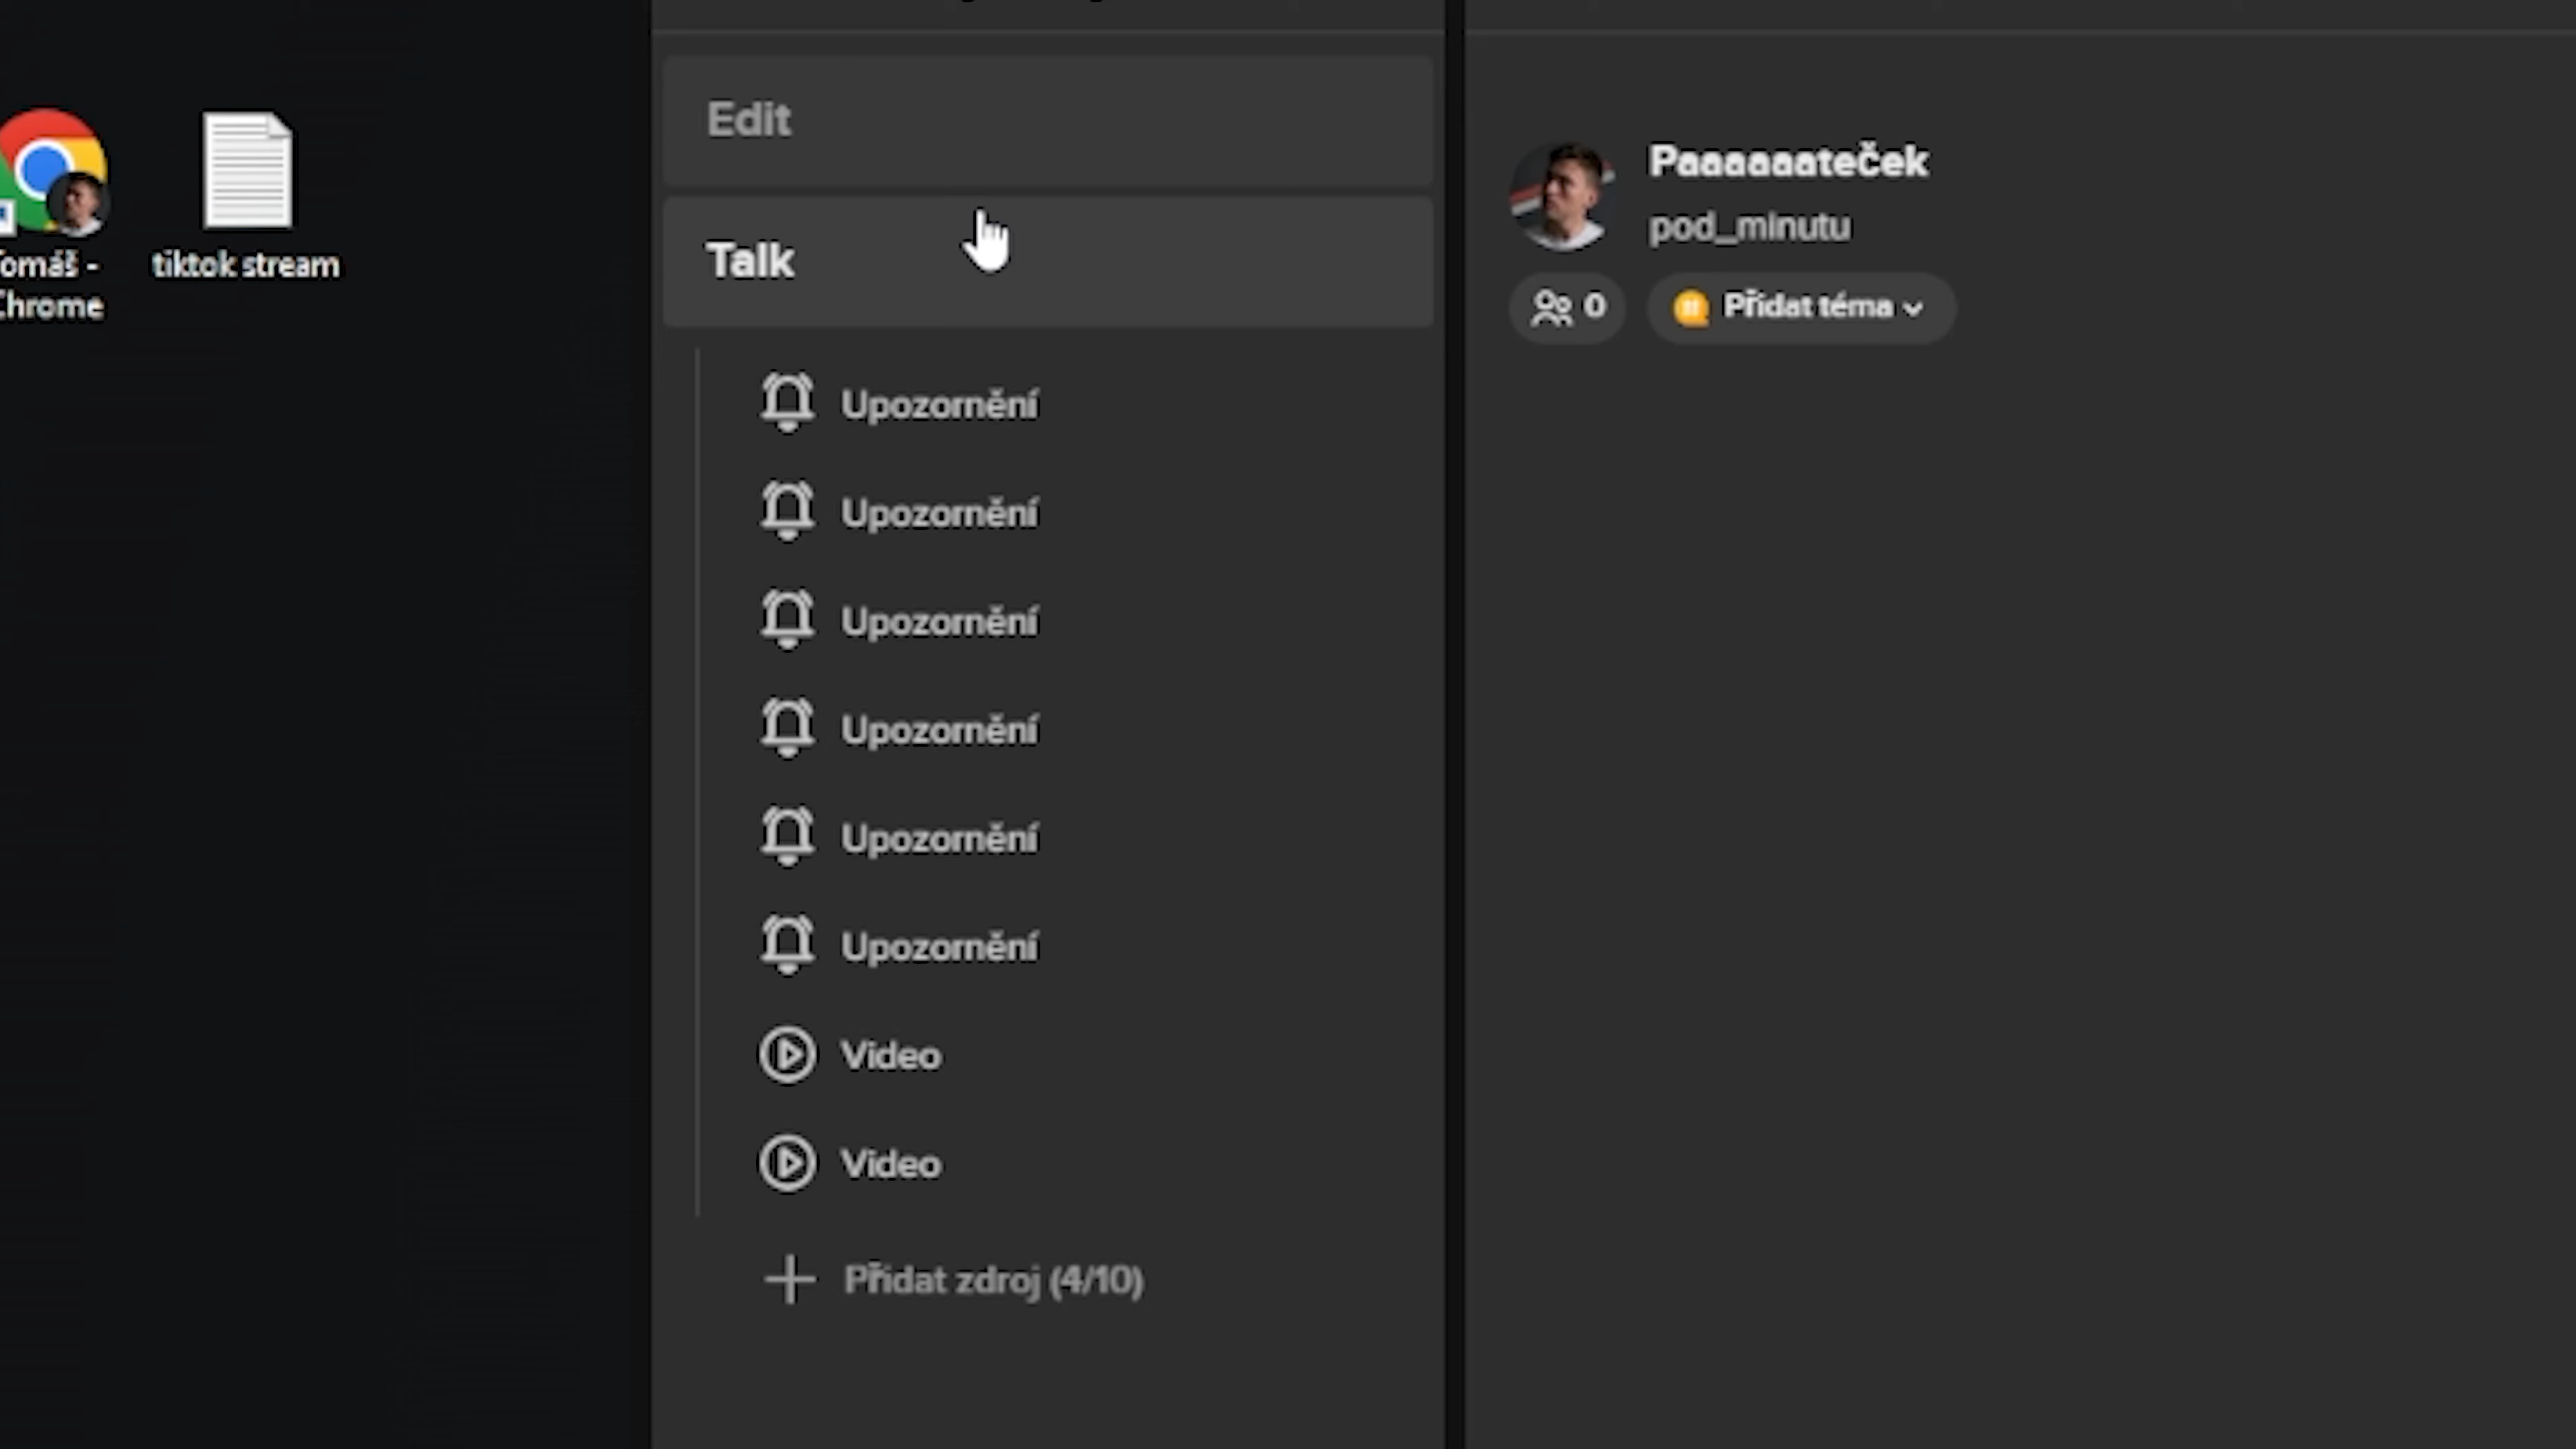 Edit
Talk
Upozornění
Upozornění
Upozornění
Upozornění
Upozornění
Upozornění
Video
Video
Přidat zdroj (4/10)
Tomáš -
Chrome
tiktok stream
Paaaaaateček
pod_minutu
0
Přidat téma